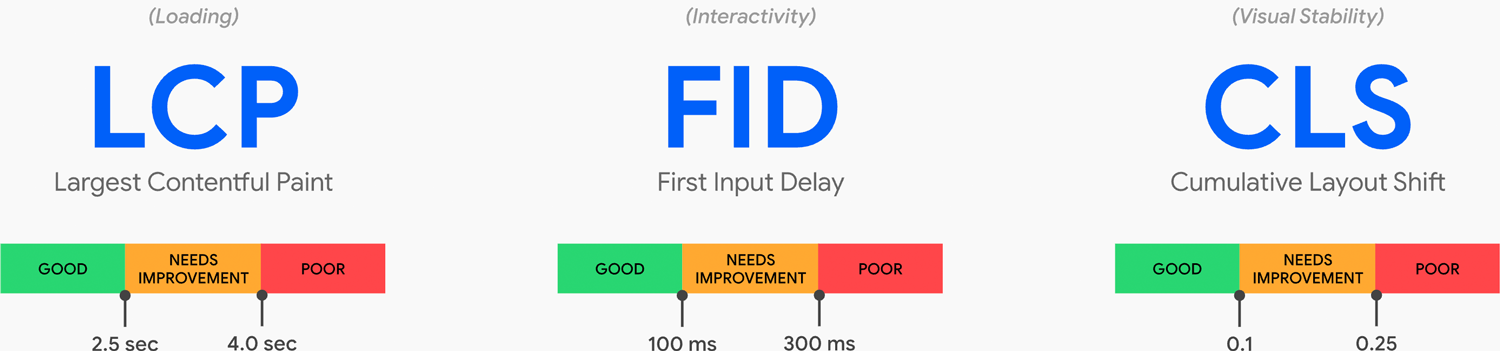 (Loading)
LCP
Largest Contentful Paint
GOOD
NEEDS
IMPROVEMENT
POOR
2.5 sec
4.0 sec
(Interactivity)
FID
First Input Delay
GOOD
NEEDS
IMPROVEMENT
POOR
100 ms
300 ms
(Visual Stability)
CLS
Cumulative Layout Shift
GOOD
NEEDS
IMPROVEMENT
POOR
0.1
0.25